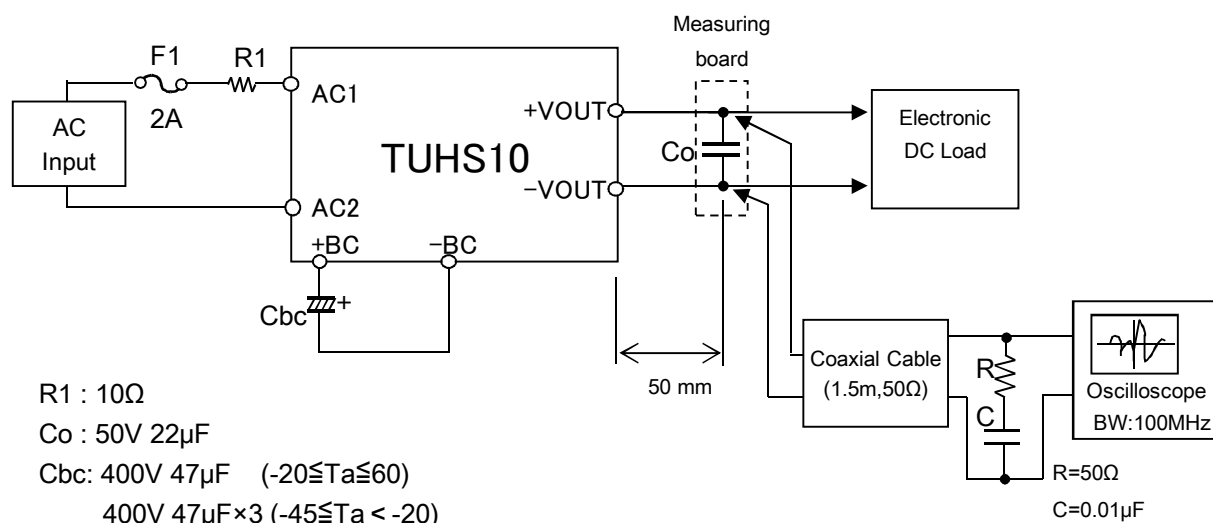 Measuring
board
F1
R1
2A
AC
Input
AC1
AC2
TUHS10
+VOUT
−VOUT
Co
Electronic
DC Load
+BC
−BC
Cbc
+
50 mm
Coaxial Cable
(1.5m,50Ω)
R
C
Oscilloscope
BW:100MHz
R=50Ω
C=0.01µF
R1 : 10Ω
Co : 50V 22µF
Cbc: 400V 47µF (-20≦Ta≦60)
400V 47µF×3 (-45≦Ta < -20)